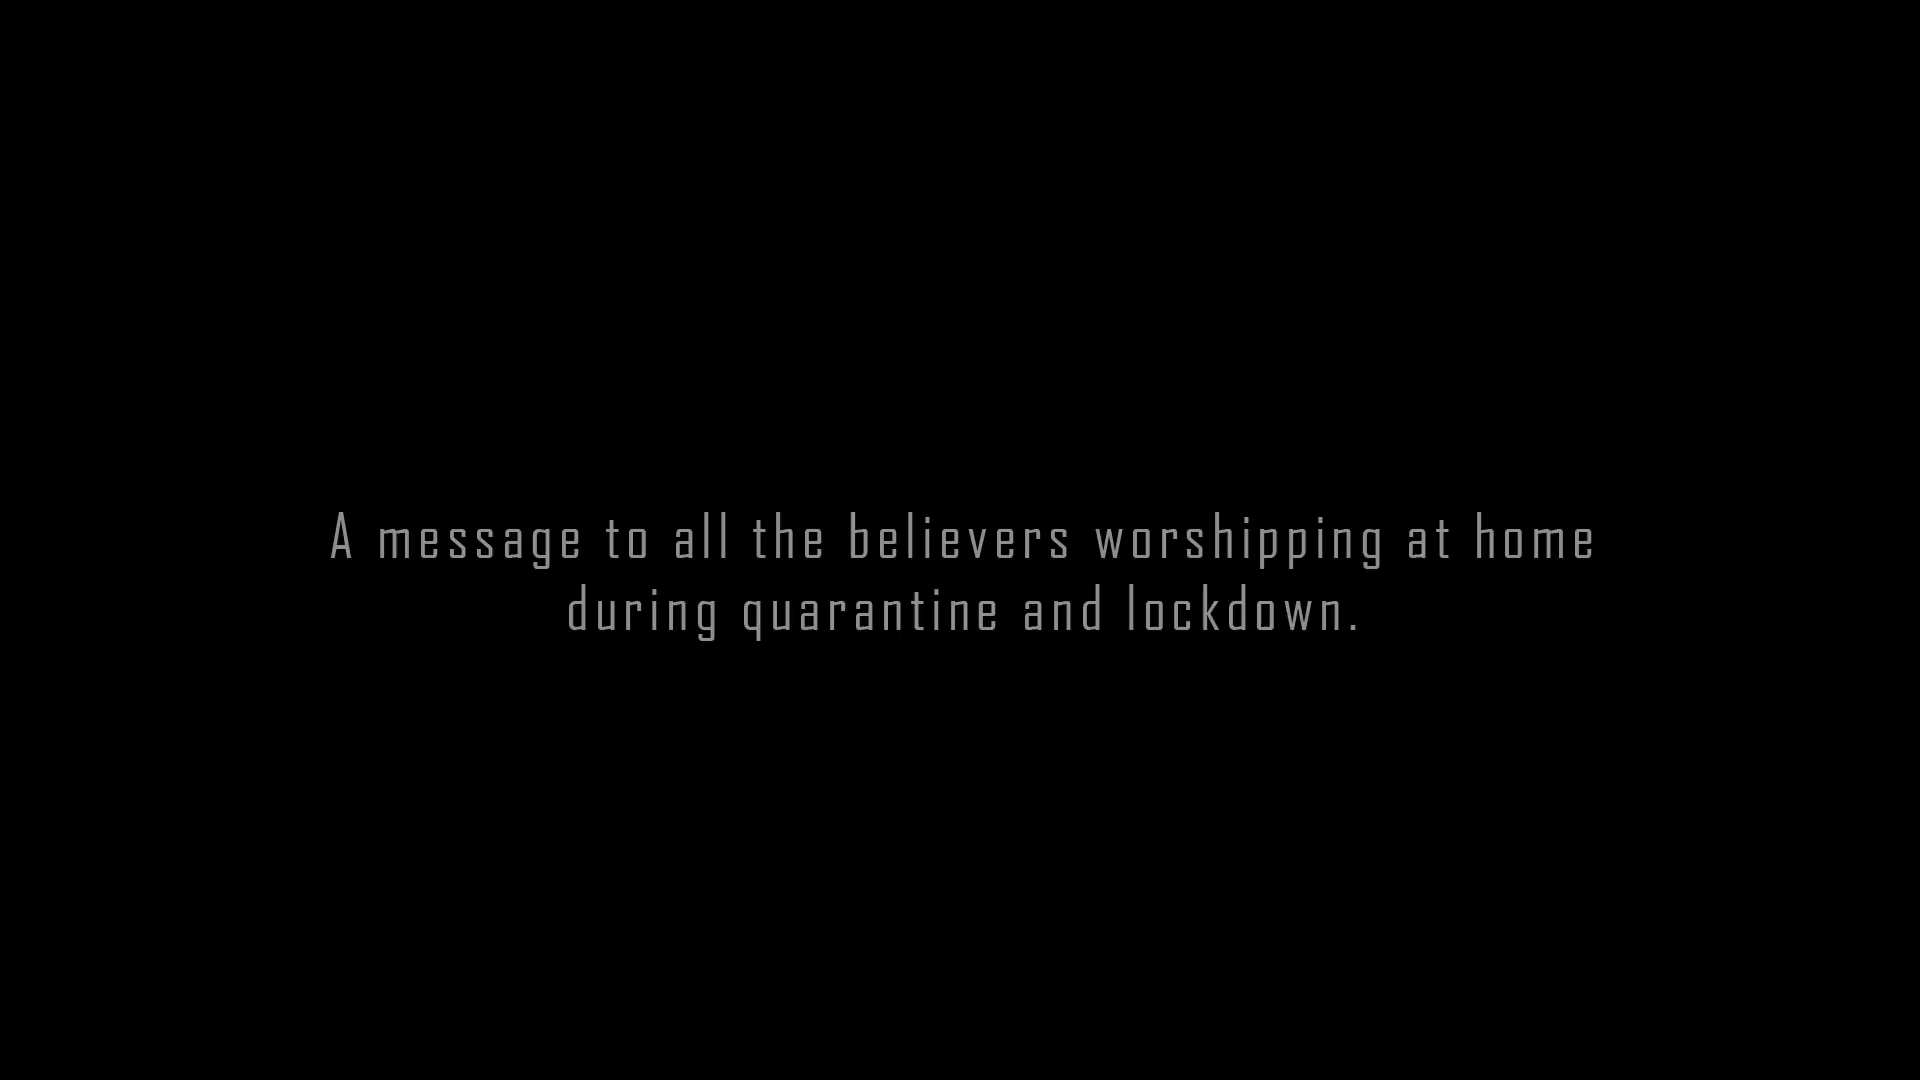 A message to all the believers worshipping at home
during quarantine and lockdown.